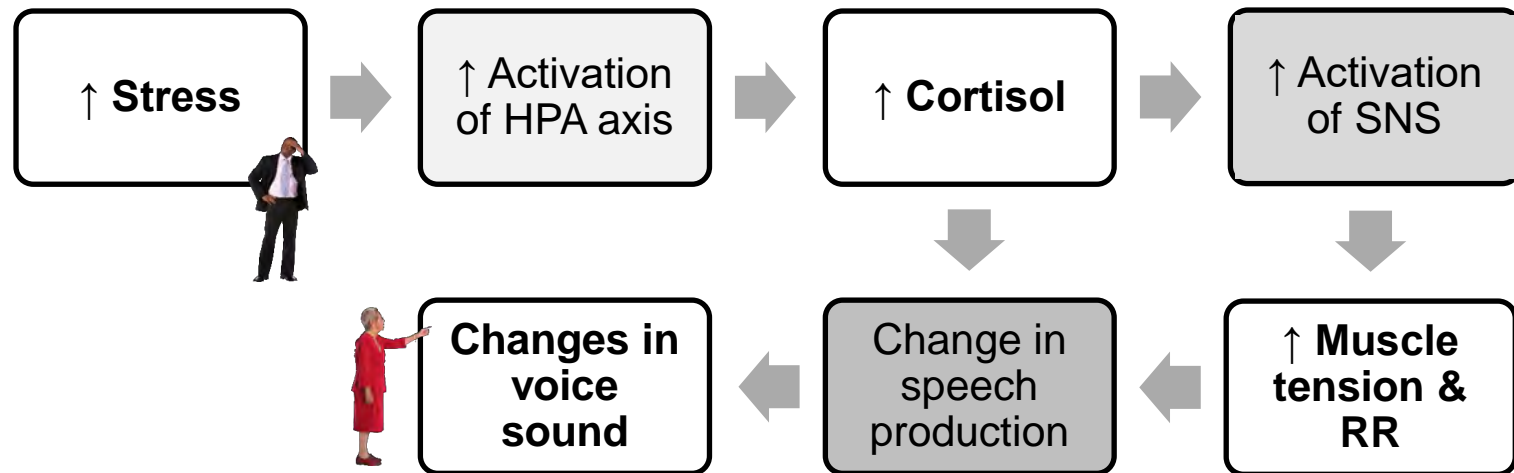 ↑ Stress
↑ Activation
of HPA axis
↑ Cortisol
↑ Activation
of SNS
Changes in
voice
sound
Change in
speech
production
↑ Muscle
tension &
RR